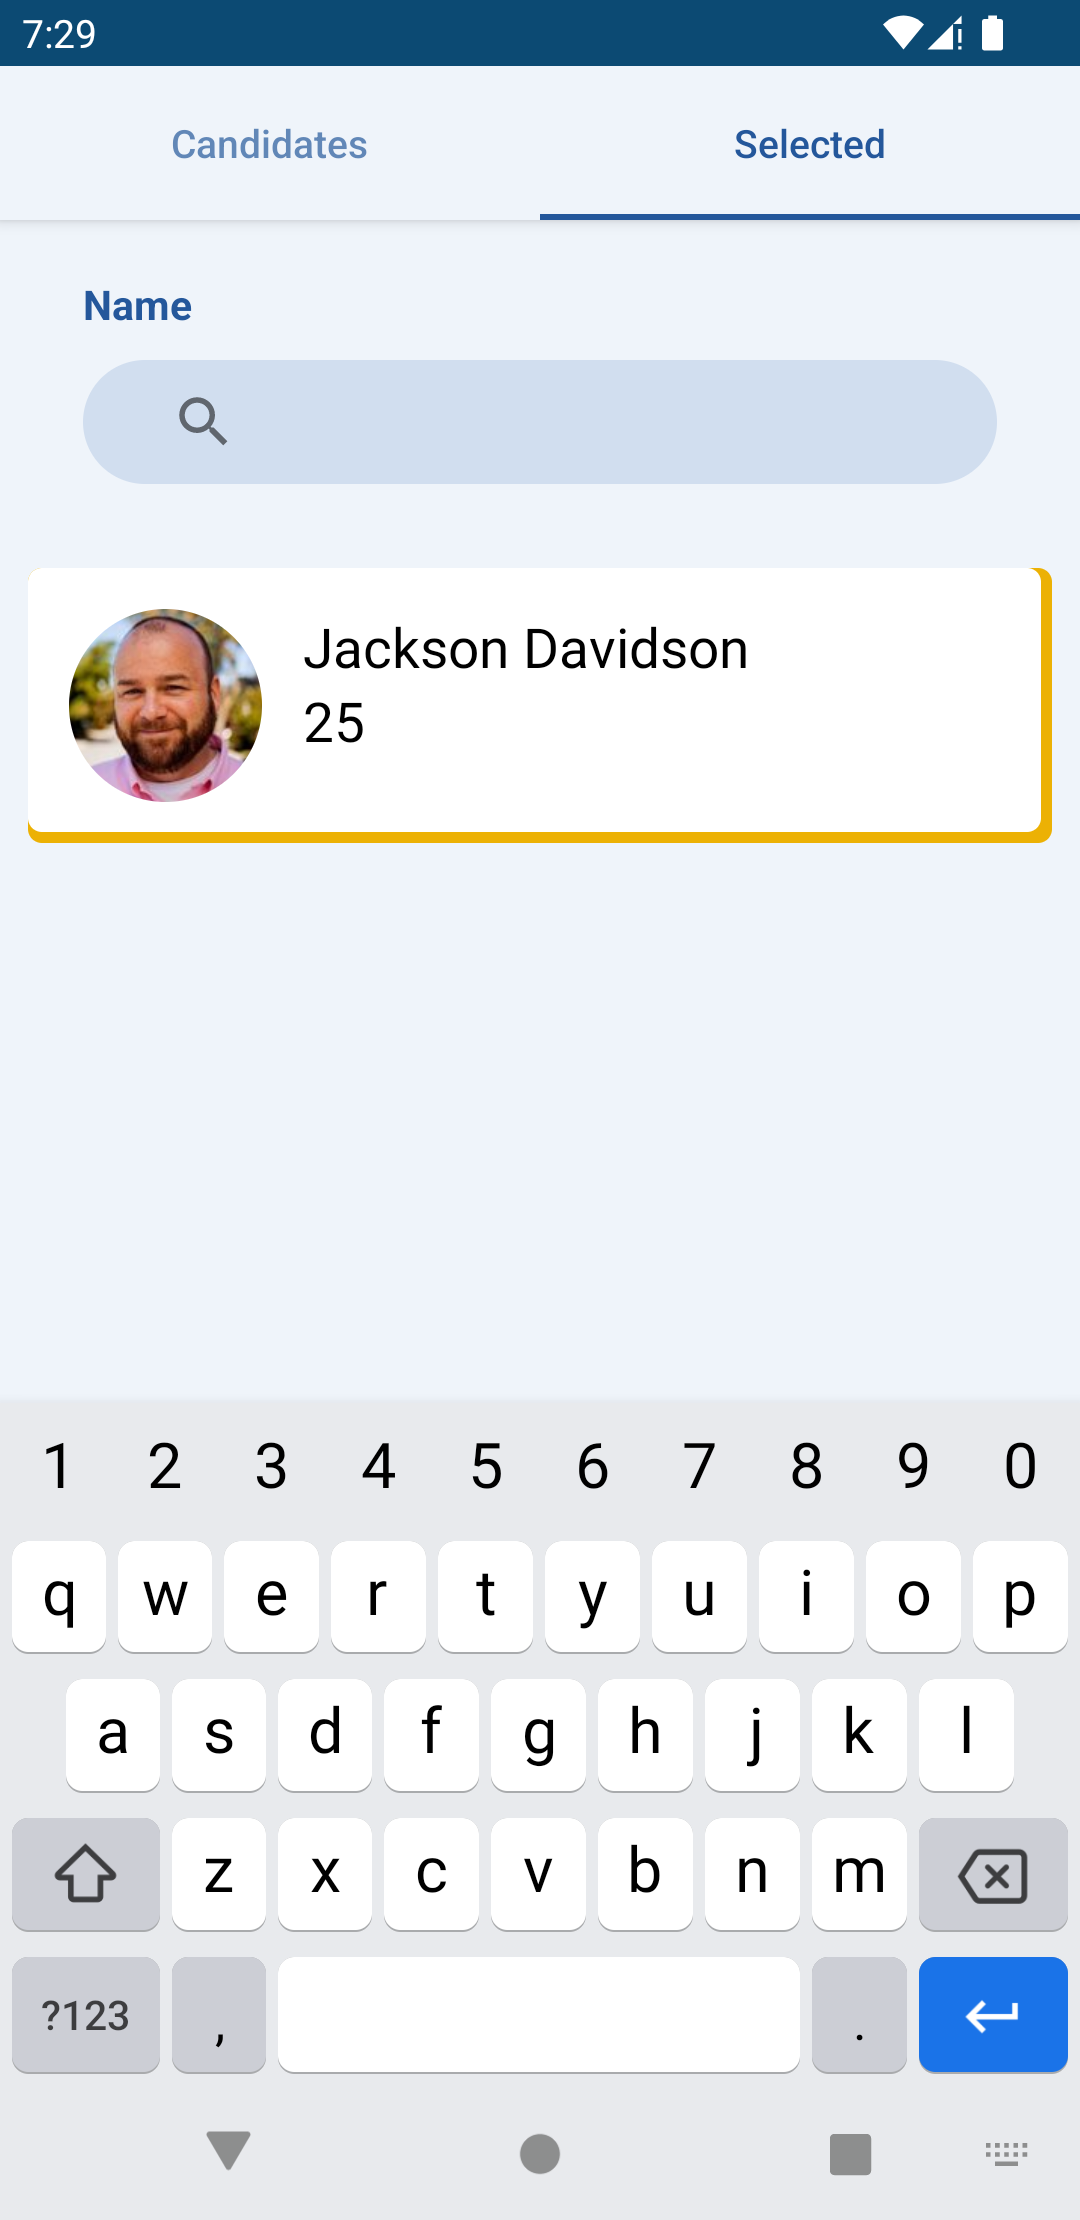 7:29
Candidates
Selected
Name
Jackson Davidson
25
1 2 3 4 5 6 7 8 9 0
q w e r t y u i o p
a s d f g h j k l
z x c v b n m
?123 , .